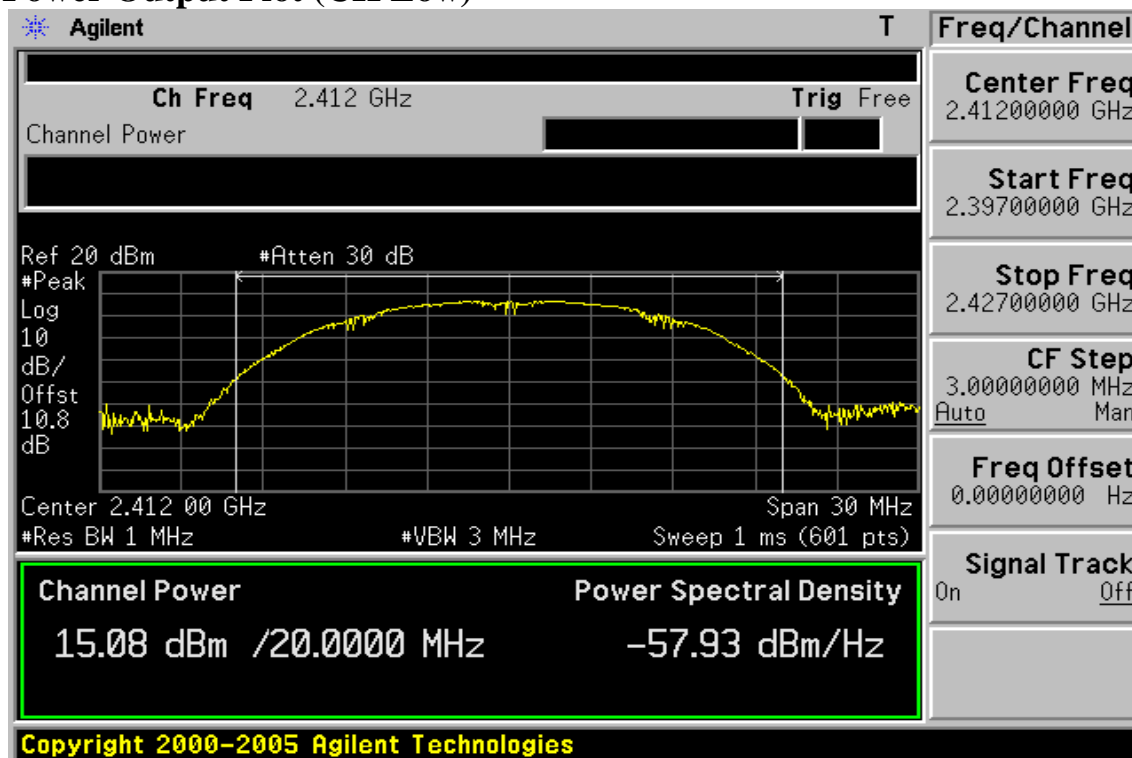 Power Output Plot (CH Low)
Agilent T
Ch Freq 2.412 GHz Trig Free
Channel Power
Ref 20 dBm #Atten 30 dB
#Peak
Log
10
dB/
Offst
10.8
dB
Center 2.412 00 GHz Span 30 MHz
#Res BW 1 MHz #VBW 3 MHz Sweep 1 ms (601 pts)
Channel Power Power Spectral Density
15.08 dBm /20.0000 MHz -57.93 dBm/Hz
Copyright 2000-2005 Agilent Technologies
Freq/Channel
Center Freq
2.41200000 GHz
Start Freq
2.39700000 GHz
Stop Freq
2.42700000 GHz
CF Step
3.00000000 MHz
Auto Man
Freq Offset
0.00000000 Hz
Signal Track
On Off